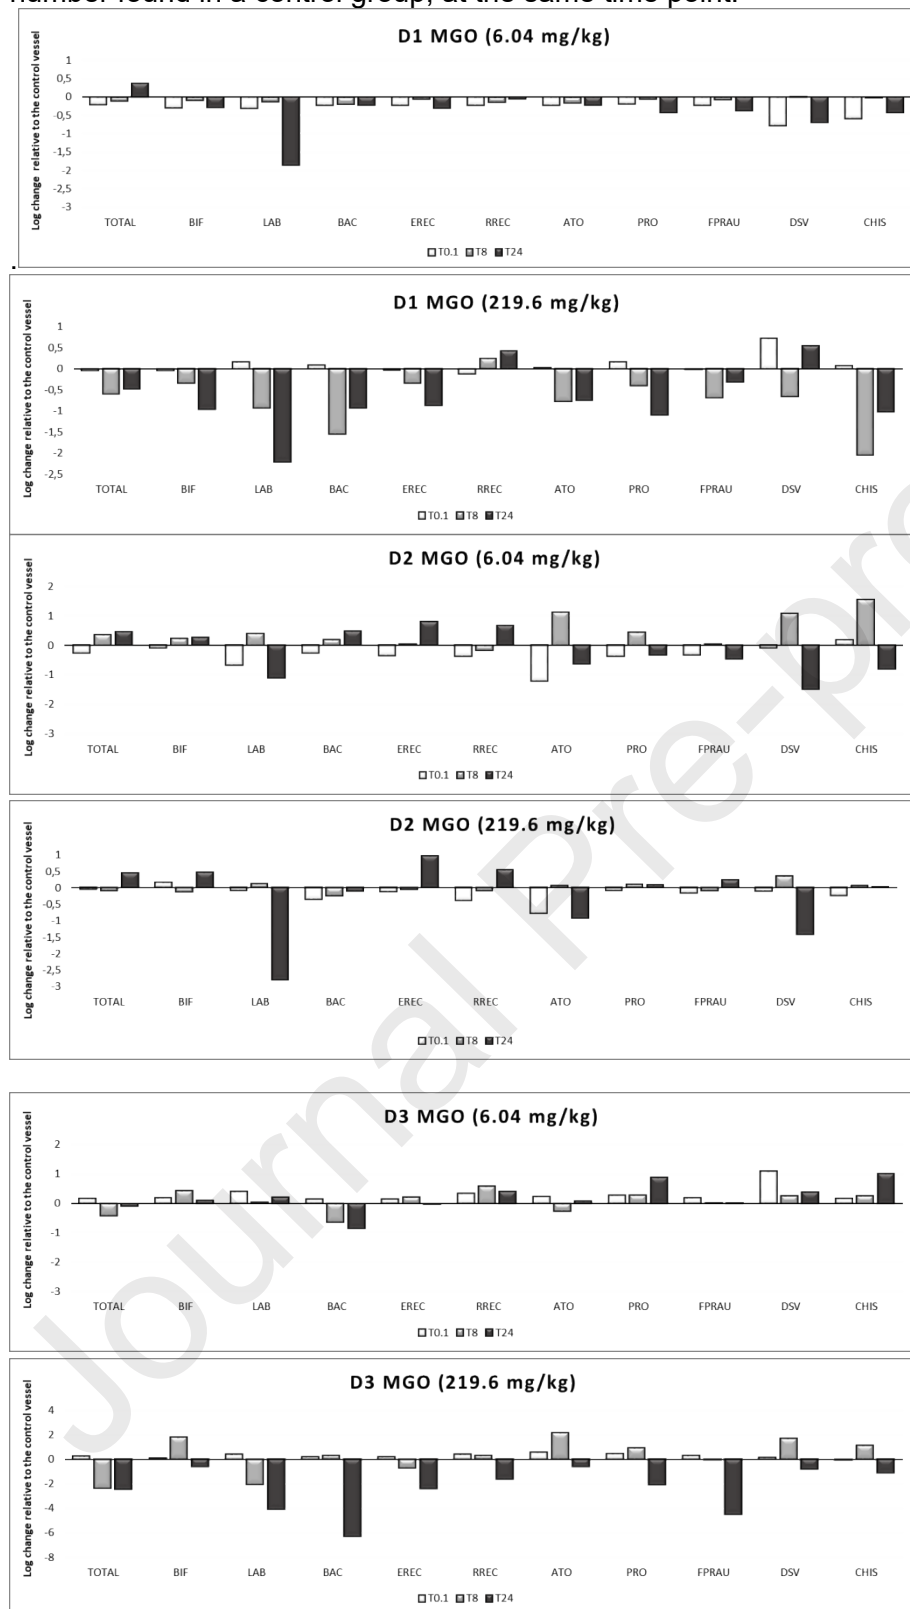 number found in a control group, at the same time point.
.
D1 MGO (6.04 mg/kg)
Log change relative to the control vessel
1
0,5
0
-0,5
-1
-1,5
-2
-2,5
-3
TOTAL BIF LAB BAC EREC RREC ATO PRO FPRAU DSV CHIS
T0.1 T8 T24
D1 MGO (219.6 mg/kg)
Log change relative to the control vessel
1
0,5
0
-0,5
-1
-1,5
-2
-2,5
TOTAL BIF LAB BAC EREC RREC ATO PRO FPRAU DSV CHIS
T0.1 T8 T24
D2 MGO (6.04 mg/kg)
Log change relative to the control vessel
2
1
0
-1
-2
-3
TOTAL BIF LAB BAC EREC RREC ATO PRO FPRAU DSV CHIS
T0.1 T8 T24
D2 MGO (219.6 mg/kg)
Log change relative to the control vessel
1
0,5
0
-0,5
-1
-1,5
-2
-2,5
-3
TOTAL BIF LAB BAC EREC RREC ATO PRO FPRAU DSV CHIS
T0.1 T8 T24
D3 MGO (6.04 mg/kg)
Log change relative to the control vessel
2
1
0
-1
-2
-3
TOTAL BIF LAB BAC EREC RREC ATO PRO FPRAU DSV CHIS
T0.1 T8 T24
D3 MGO (219.6 mg/kg)
Log change relative to the control vessel
4
2
0
-2
-4
-6
-8
TOTAL BIF LAB BAC EREC RREC ATO PRO FPRAU DSV CHIS
T0.1 T8 T24
Journal Pre-pr